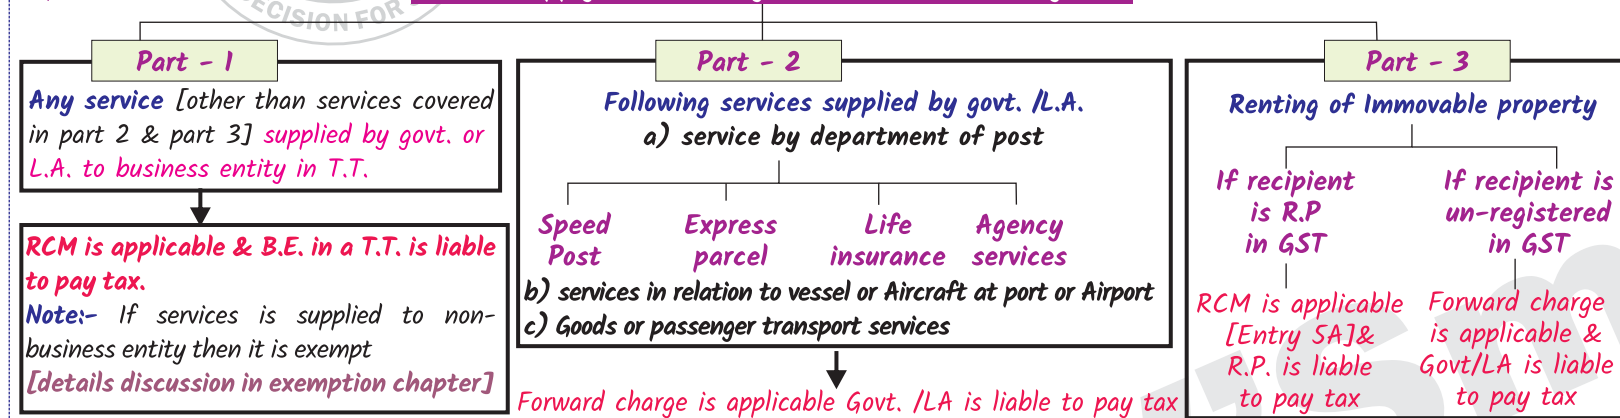 DECISION FOR
Part - 1
Any service [other than services covered
in part 2 & part 3] supplied by govt. or
L.A. to business entity in T.T.
RCM is applicable & B.E. in a T.T. is liable
to pay tax.
Note:- If services is supplied to non-
business entity then it is exempt
[details discussion in exemption chapter]
Part - 2
Following services supplied by govt. /L.A.
a) service by department of post
Speed
Post
Express
parcel
Life
insurance
Agency
services
b) services in relation to vessel or Aircraft at port or Airport
c) Goods or passenger transport services
Forward charge is applicable Govt. /LA is liable to pay tax
Part - 3
Renting of Immovable property
If recipient
is R.P
in GST
RCM is applicable
[Entry 5A]&
R.P. is liable
to pay tax
If recipient is
un-registered
in GST
Forward charge
is applicable &
Govt/LA is liable
to pay tax